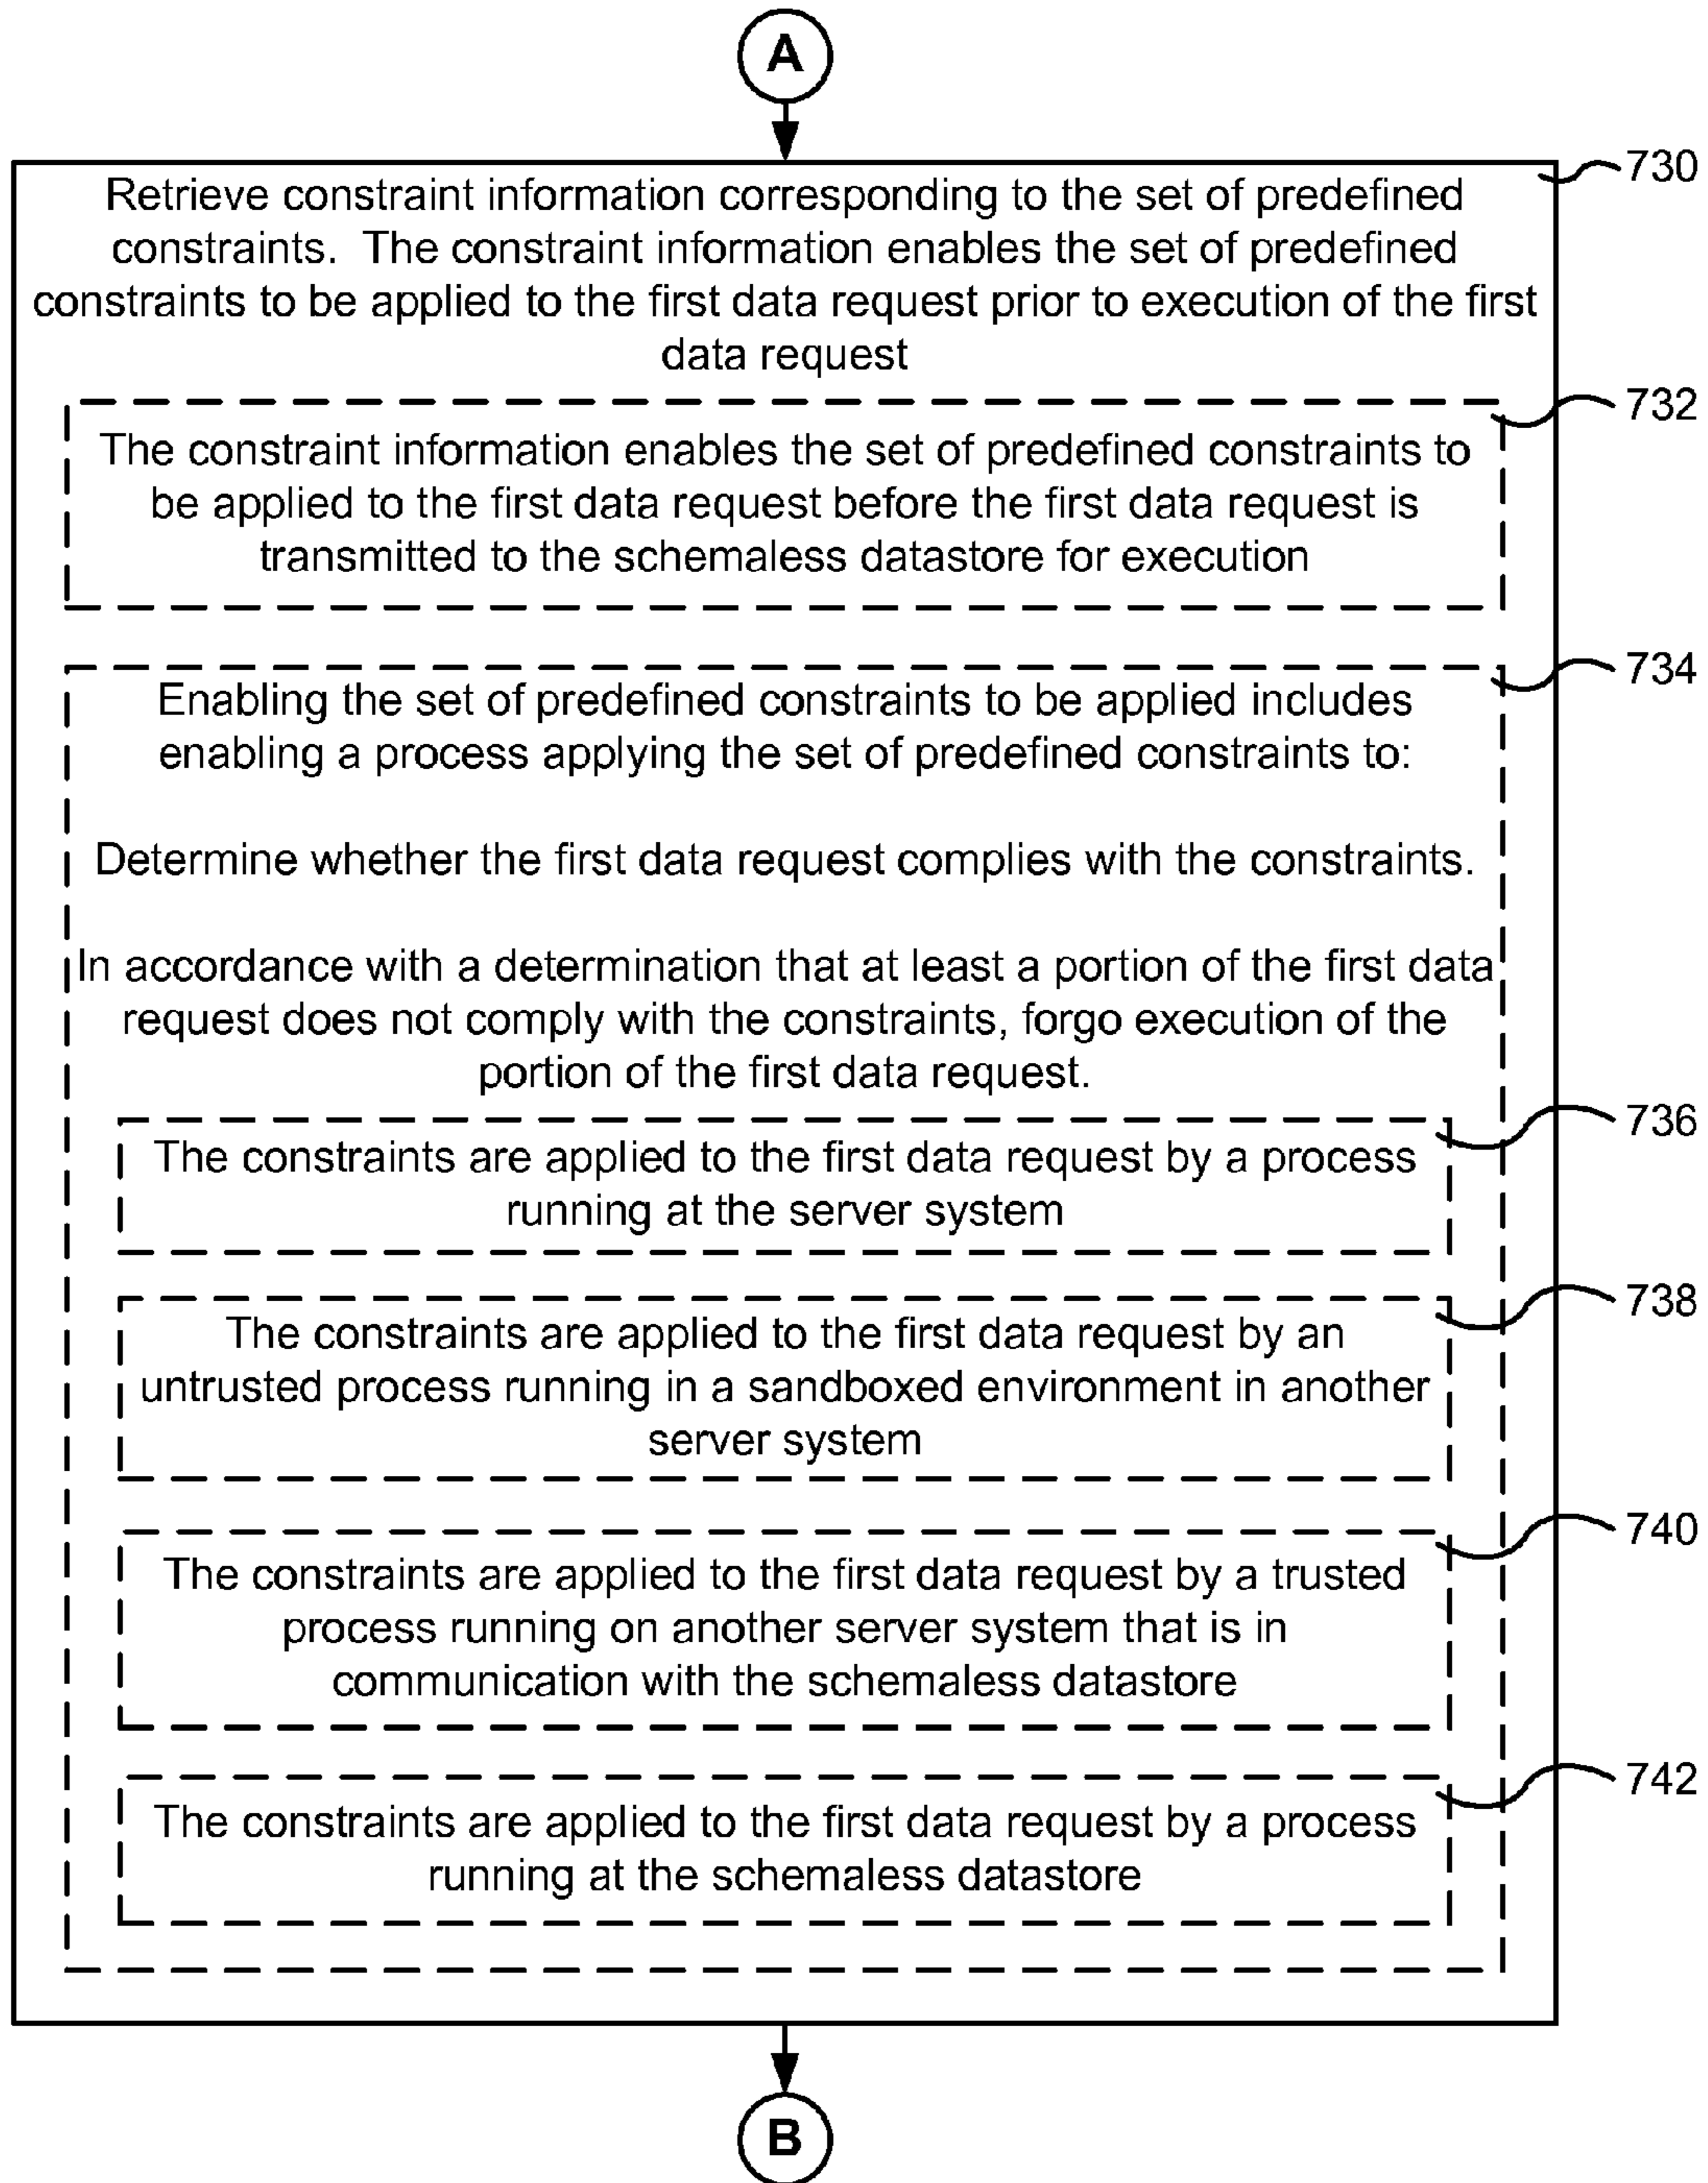 A
730
Retrieve constraint information corresponding to the set of predefined
constraints. The constraint information enables the set of predefined
constraints to be applied to the first data request prior to execution of the first
data request
732
The constraint information enables the set of predefined constraints to
be applied to the first data request before the first data request is
transmitted to the schemaless datastore for execution
734
Enabling the set of predefined constraints to be applied includes
enabling a process applying the set of predefined constraints to:
Determine whether the first data request complies with the constraints.
In accordance with a determination that at least a portion of the first data
request does not comply with the constraints, forgo execution of the
portion of the first data request.
736
The constraints are applied to the first data request by a process
running at the server system
738
The constraints are applied to the first data request by an
untrusted process running in a sandboxed environment in another
server system
740
The constraints are applied to the first data request by a trusted
process running on another server system that is in
communication with the schemaless datastore
742
The constraints are applied to the first data request by a process
running at the schemaless datastore
B